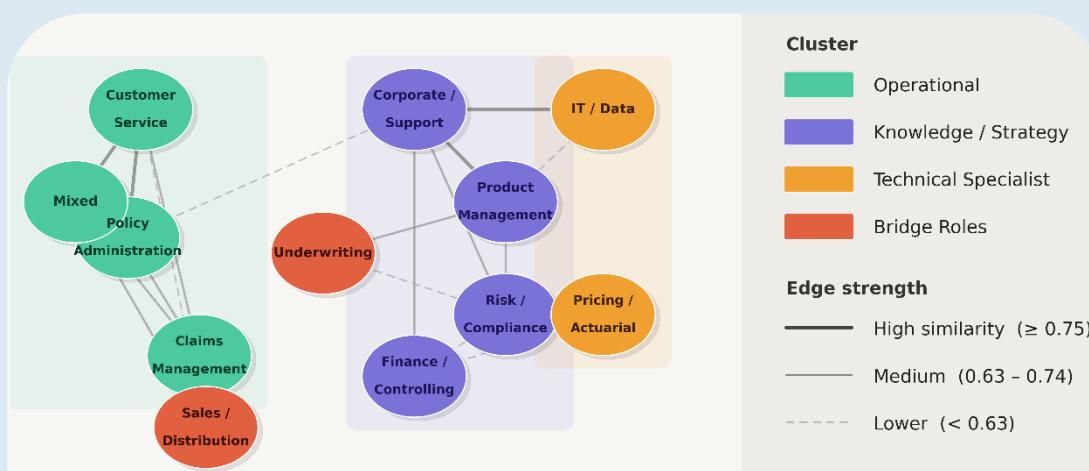 Customer
Service
Mixed
Policy
Administration
Claims
Management
Sales /
Distribution
Underwriting
Corporate /
Support
Product
Management
Risk /
Compliance
Finance /
Controlling
IT / Data
Pricing /
Actuarial
Cluster
Operational
Knowledge / Strategy
Technical Specialist
Bridge Roles
Edge strength
High similarity (≥ 0.75)
Medium (0.63 – 0.74)
Lower (< 0.63)